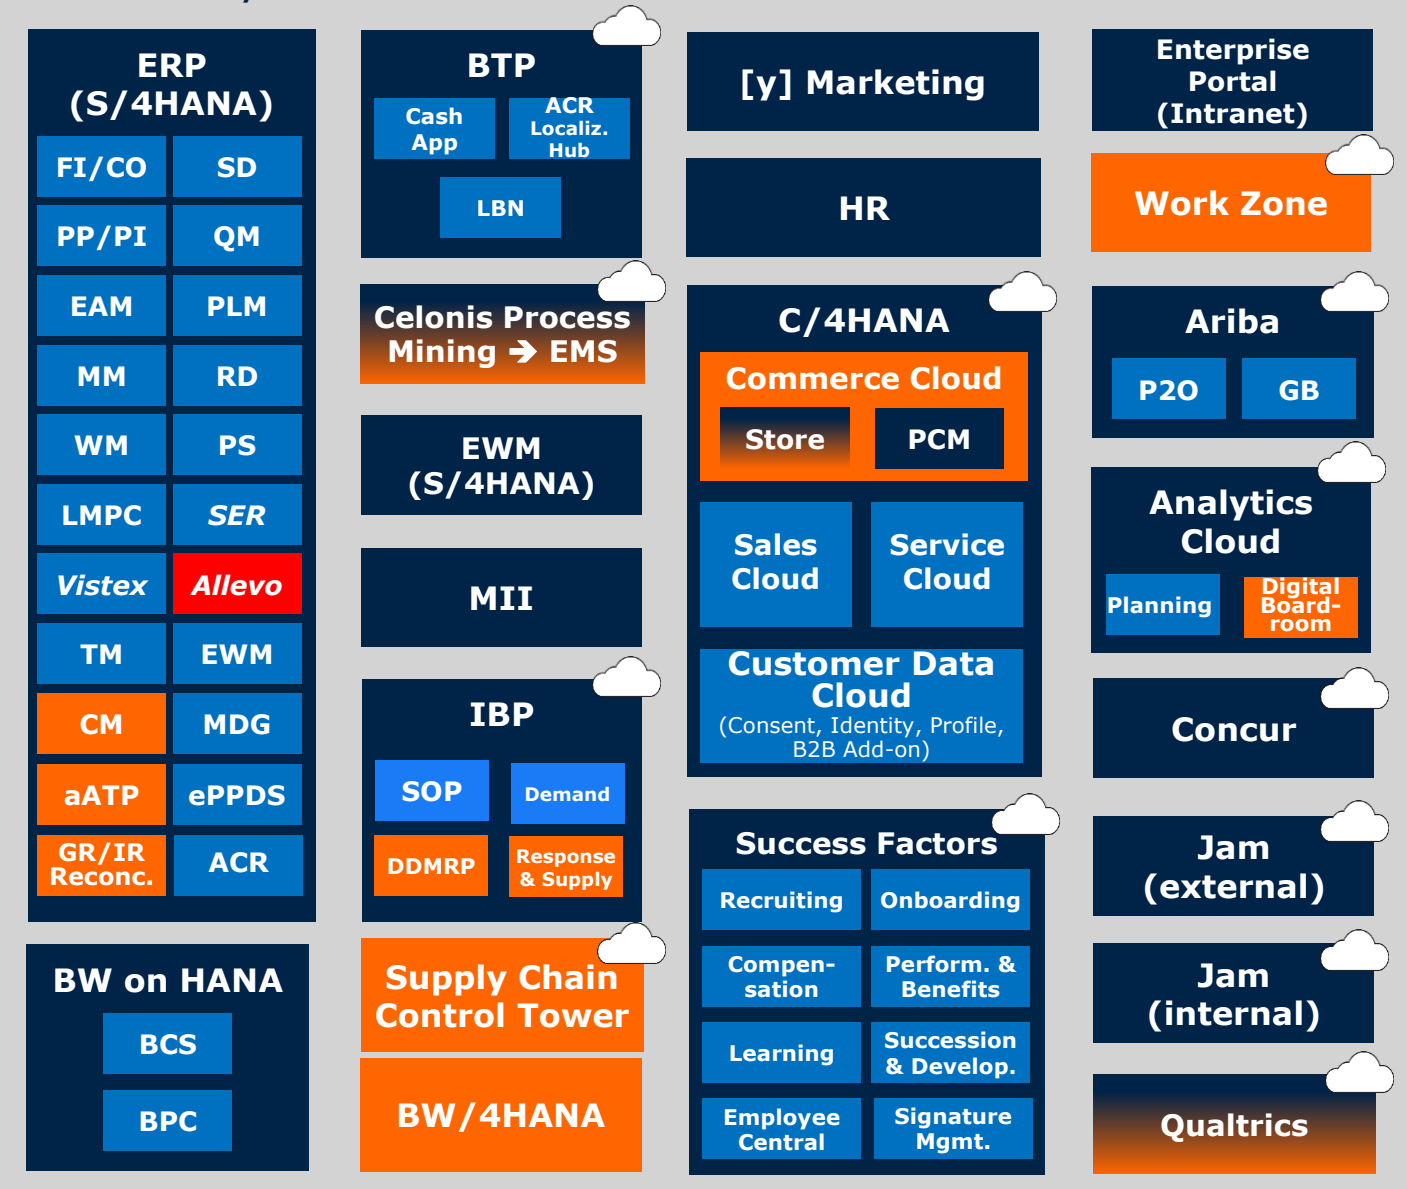 ERP
(S/4HANA)
FI/CO
SD
PP/PI
QM
EAM
PLM
MM
RD
WM
PS
LMPC
SER
Vistex
Allevo
TM
EWM
CM
MDG
aATP
ePPDS
GR/IR
Reconc.
ACR
BW on HANA
BCS
BPC
BTP
Cash
App
ACR
Localiz.
Hub
LBN
Celonis Process
Mining ➔ EMS
EWM
(S/4HANA)
MII
IBP
SOP
Demand
DDMRP
Response
& Supply
Supply Chain
Control Tower
BW/4HANA
[y] Marketing
HR
C/4HANA
Commerce Cloud
Store
PCM
Sales
Cloud
Service
Cloud
Customer Data
Cloud
(Consent, Identity, Profile,
B2B Add-on)
Success Factors
Recruiting
Onboarding
Compen-
sation
Perform. &
Benefits
Learning
Succession
& Develop.
Employee
Central
Signature
Mgmt.
Enterprise
Portal
(Intranet)
Work Zone
Ariba
P2O
GB
Analytics
Cloud
Planning
Digital
Board-
room
Concur
Jam
(external)
Jam
(internal)
Qualtrics